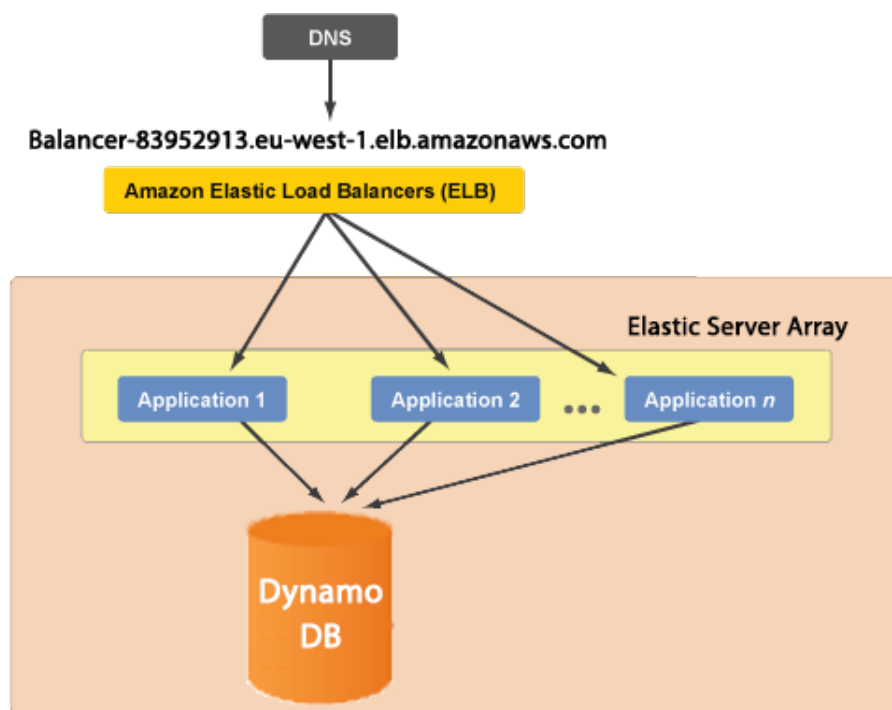 DNS
Balancer-83952913.eu-west-1.elb.amazonaws.com
Amazon Elastic Load Balancers (ELB)
Elastic Server Array
Application 1
Application 2
...
Application n
Dynamo
DB